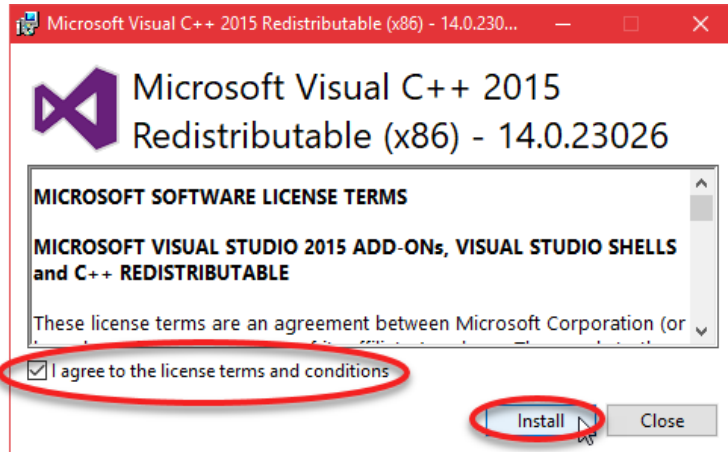 Microsoft Visual C++ 2015 Redistributable (x86) - 14.0.230...
Microsoft Visual C++ 2015
Redistributable (x86) - 14.0.23026
MICROSOFT SOFTWARE LICENSE TERMS
MICROSOFT VISUAL STUDIO 2015 ADD-ONs, VISUAL STUDIO SHELLS
and C++ REDISTRIBUTABLE
These license terms are an agreement between Microsoft Corporation (or
I agree to the license terms and conditions
Install Close